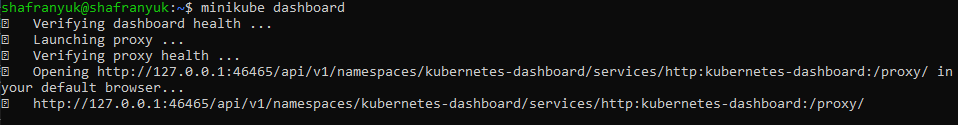 shafranyuk@shafranyuk:~$ minikube dashboard
Verifying dashboard health ...
Launching proxy ...
Verifying proxy health ...
Opening http://127.0.0.1:46465/api/v1/namespaces/kubernetes-dashboard/services/http:kubernetes-dashboard:/proxy/ in
your default browser...
http://127.0.0.1:46465/api/v1/namespaces/kubernetes-dashboard/services/http:kubernetes-dashboard:/proxy/